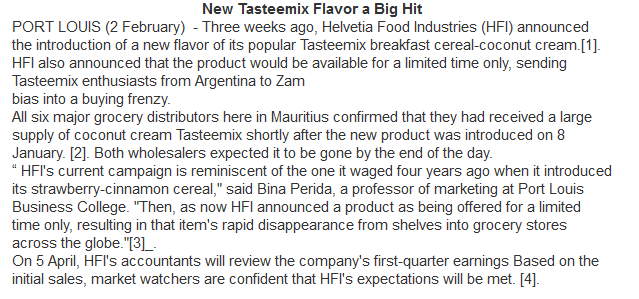 New Tasteemix Flavor a Big Hit
PORT LOUIS (2 February) - Three weeks ago, Helvetia Food Industries (HFI) announced
the introduction of a new flavor of its popular Tasteemix breakfast cereal-coconut cream.[1].
HFI also announced that the product would be available for a limited time only, sending
Tasteemix enthusiasts from Argentina to Zam
bias into a buying frenzy.
All six major grocery distributors here in Mauritius confirmed that they had received a large
supply of coconut cream Tasteemix shortly after the new product was introduced on 8
January. [2]. Both wholesalers expected it to be gone by the end of the day.
“ HFI's current campaign is reminiscent of the one it waged four years ago when it introduced
its strawberry-cinnamon cereal," said Bina Perida, a professor of marketing at Port Louis
Business College. "Then, as now HFI announced a product as being offered for a limited
time only, resulting in that item's rapid disappearance from shelves into grocery stores
across the globe."[3]_.
On 5 April, HFI's accountants will review the company's first-quarter earnings Based on the
initial sales, market watchers are confident that HFI's expectations will be met. [4].